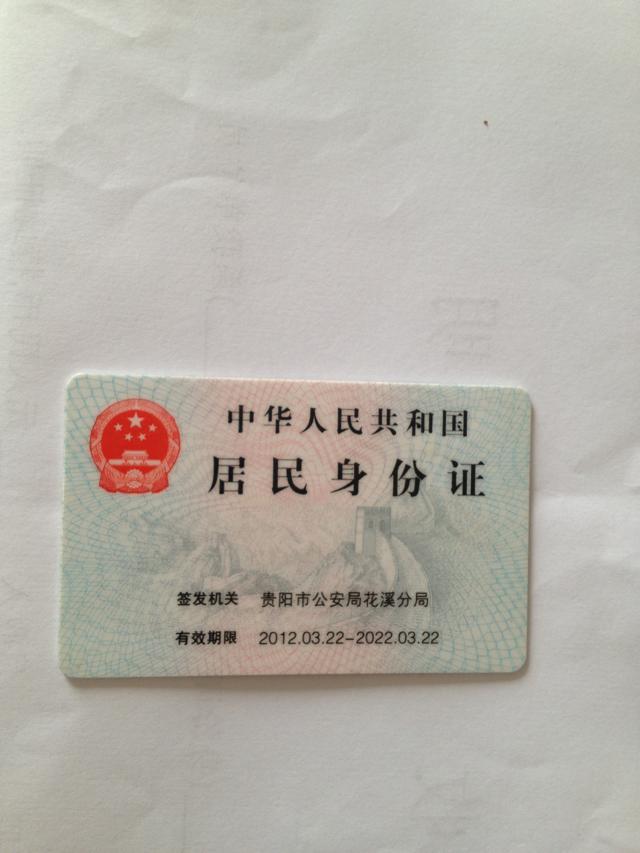 中华人民共和国
居民身份证
签发机关 贵阳市公安局花溪分局
有效期限 2012.03.22-2022.03.22